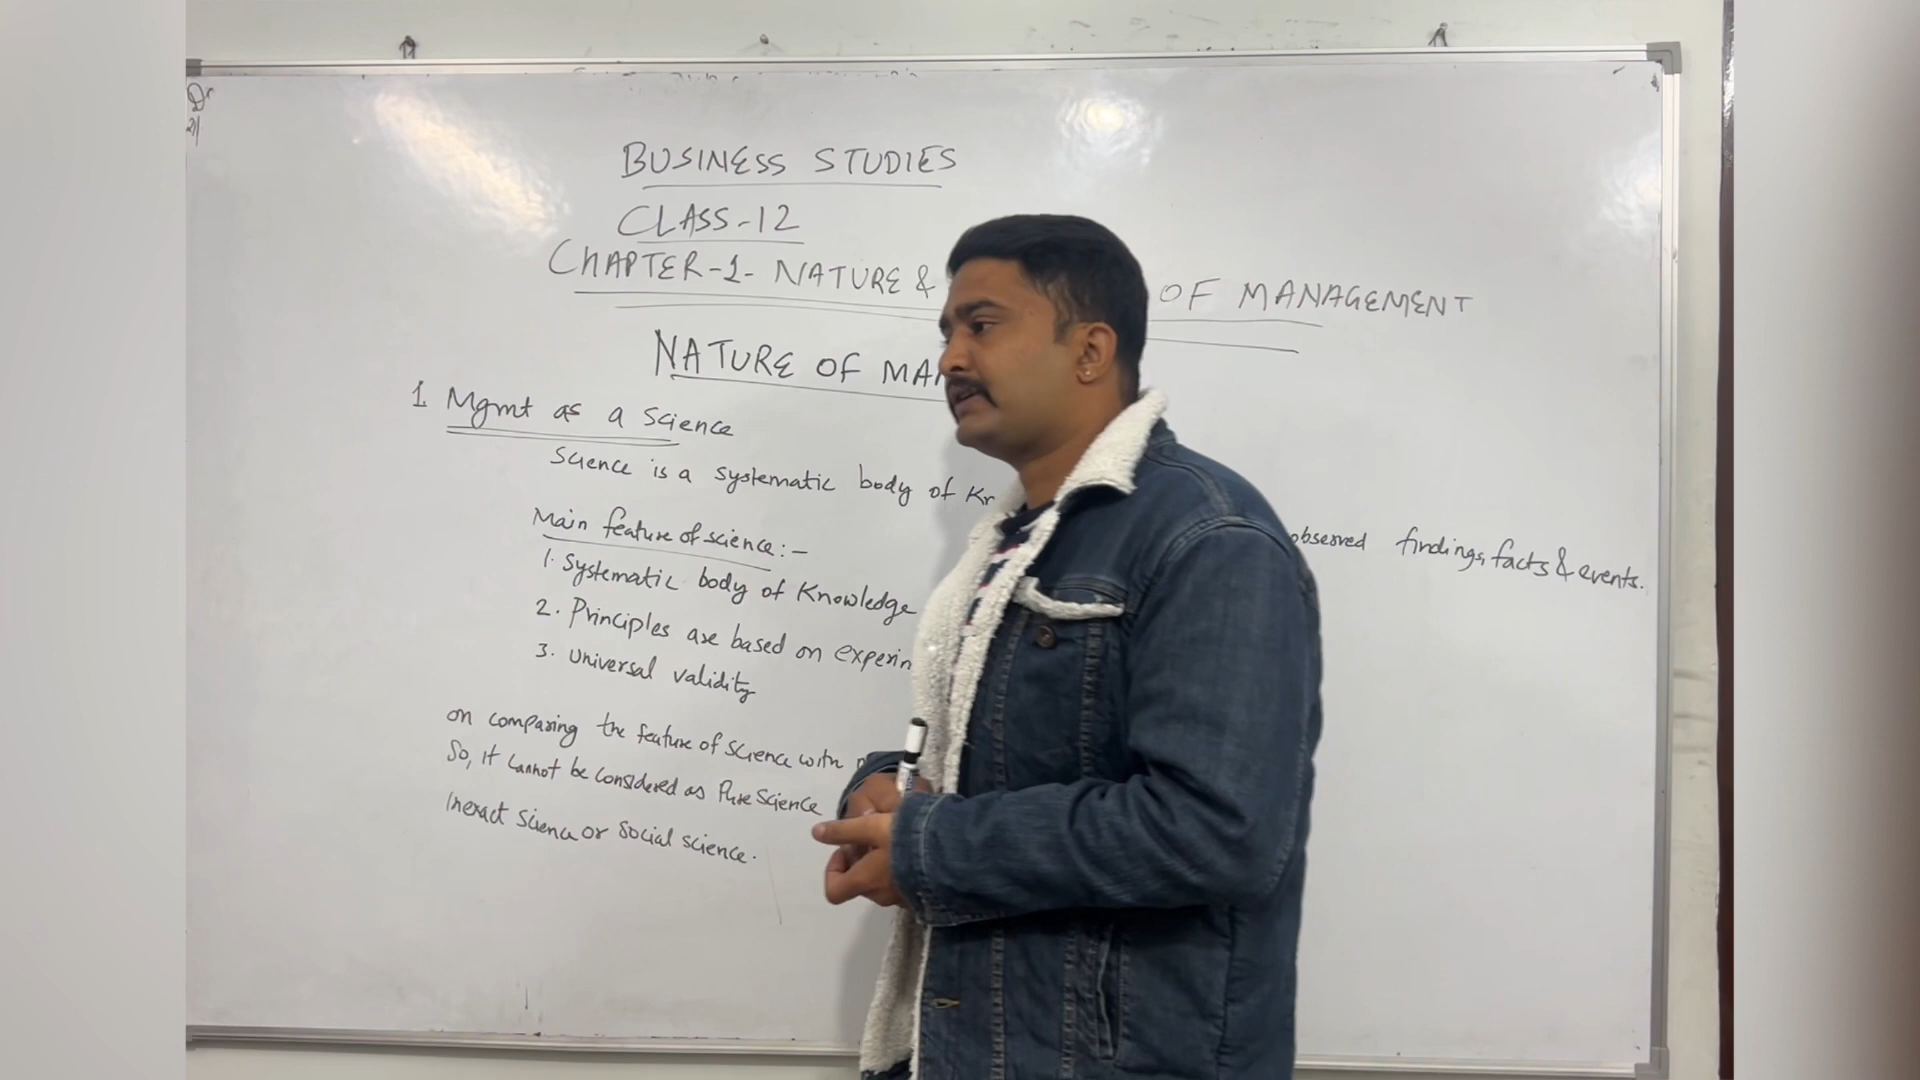 BUSINESS STUDIES
CLASS-12
CHAPTER-1- NATURE & OF MANAGEMENT
NATURE OF
1. Mgmt as a Science
Science is a systematic body of observed findings, facts & events.
Main feature of science:-
1. Systematic body of Knowledge
2. Principles are based on
3. Universal validity
on comparing the feature of science with
So, it Cannot be Considered as Pure Science
Inexact Science or Social science.